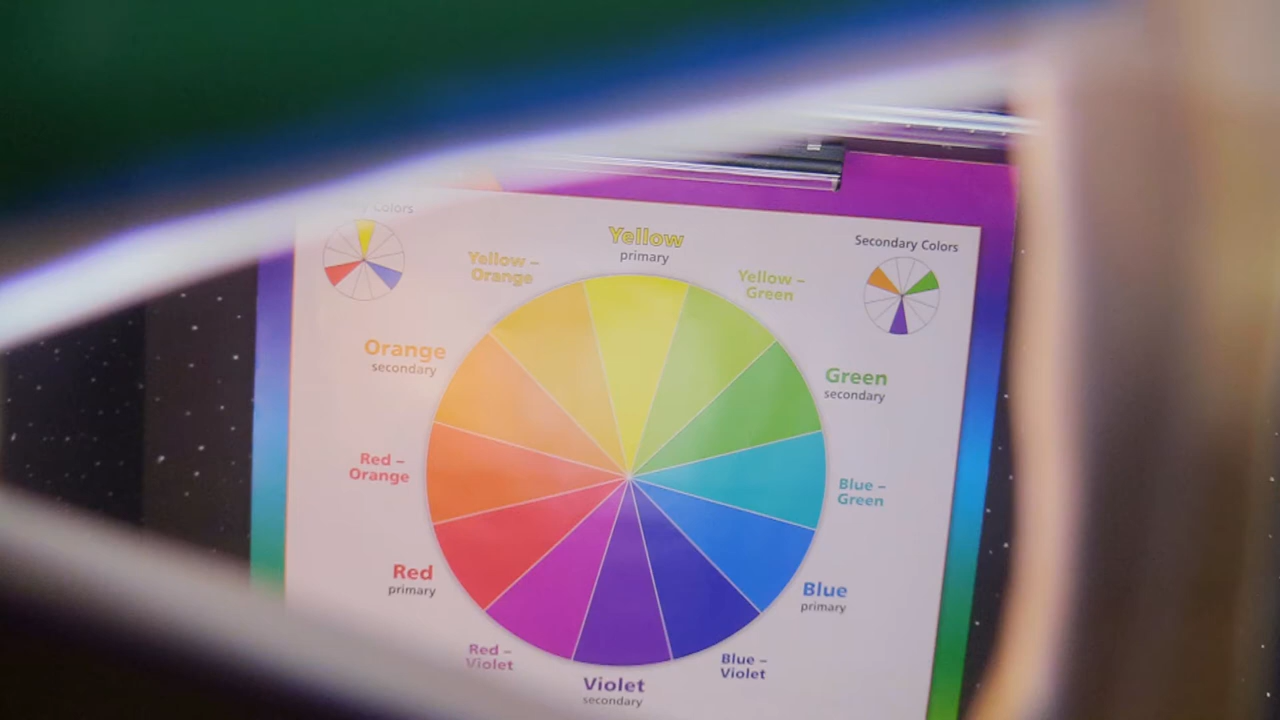 Colors
Secondary Colors
Yellow
primary
Yellow –
Orange
Yellow –
Green
Orange
secondary
Green
secondary
Red –
Orange
Blue –
Green
Red
primary
Blue
primary
Red –
Violet
Blue –
Violet
Violet
secondary